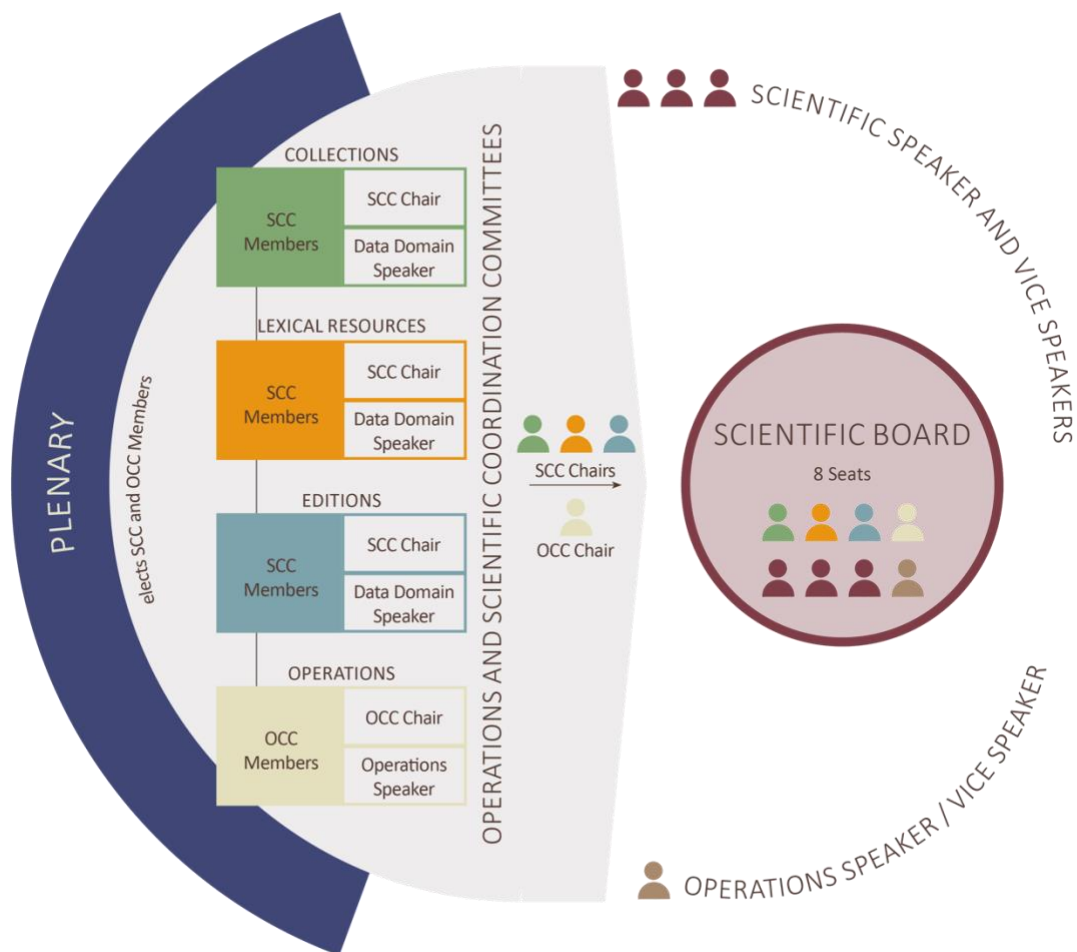 PLENARY
elects SCC and OCC Members
COLLECTIONS
SCC
Members
SCC Chair
Data Domain
Speaker
LEXICAL RESOURCES
SCC
Members
SCC Chair
Data Domain
Speaker
EDITIONS
SCC
Members
SCC Chair
Data Domain
Speaker
OPERATIONS
OCC
Members
OCC Chair
Operations
Speaker
OPERATIONS AND SCIENTIFIC COORDINATION COMMITTEES
SCC Chairs
OCC Chair
SCIENTIFIC SPEAKER AND VICE SPEAKERS
SCIENTIFIC BOARD
8 Seats
OPERATIONS SPEAKER / VICE SPEAKER